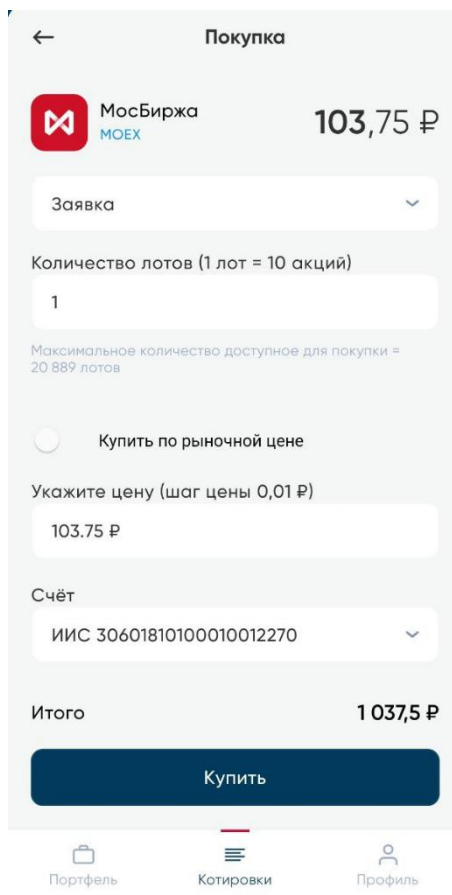 Покупка
МосБиржа
MOEX
103,75 ₽
Заявка
Количество лотов (1 лот = 10 акций)
1
Максимальное количество доступное для покупки =
20 889 лотов
Купить по рыночной цене
Укажите цену (шаг цены 0,01 ₽)
103.75 ₽
Счёт
ИИС 30601810100010012270
Итого
1 037,5 ₽
Купить
Портфель
Котировки
Профиль